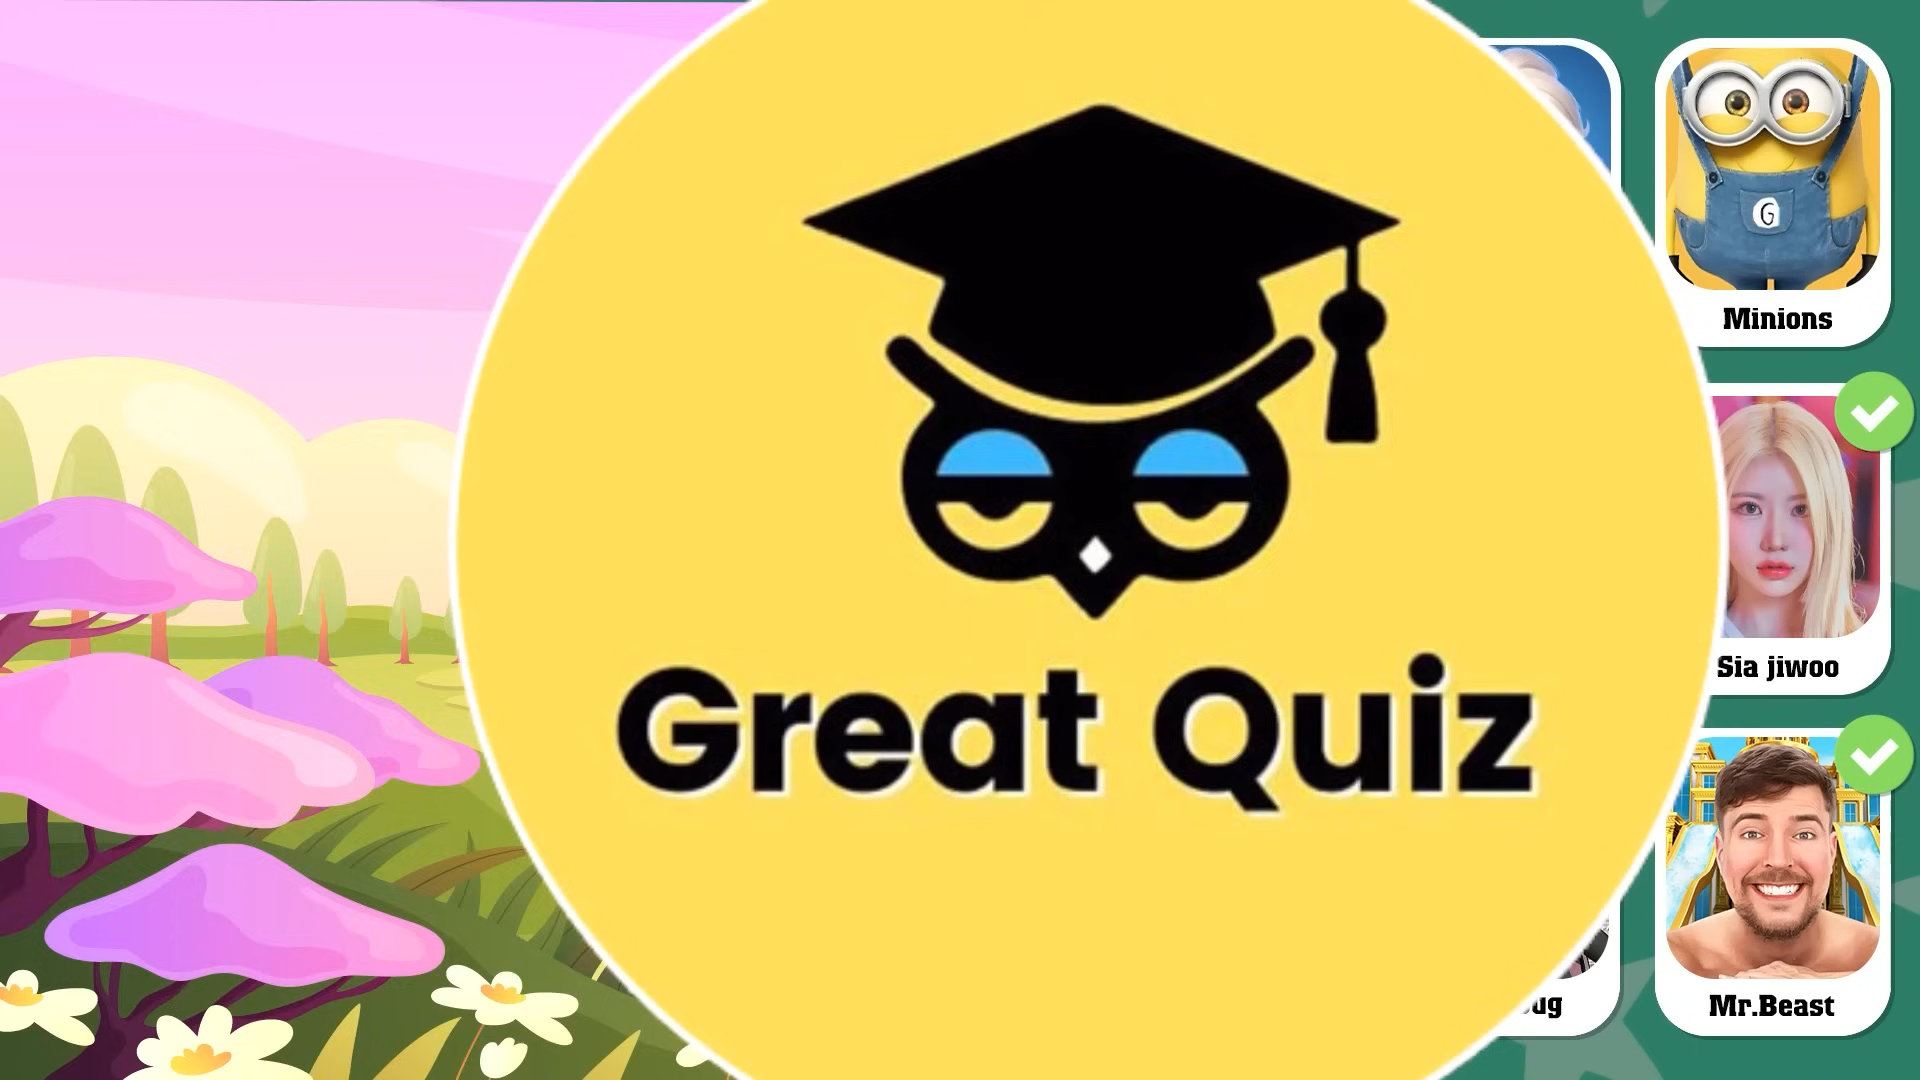 Great Quiz
G
Minions
Sia jiwoo
Mr.Beast